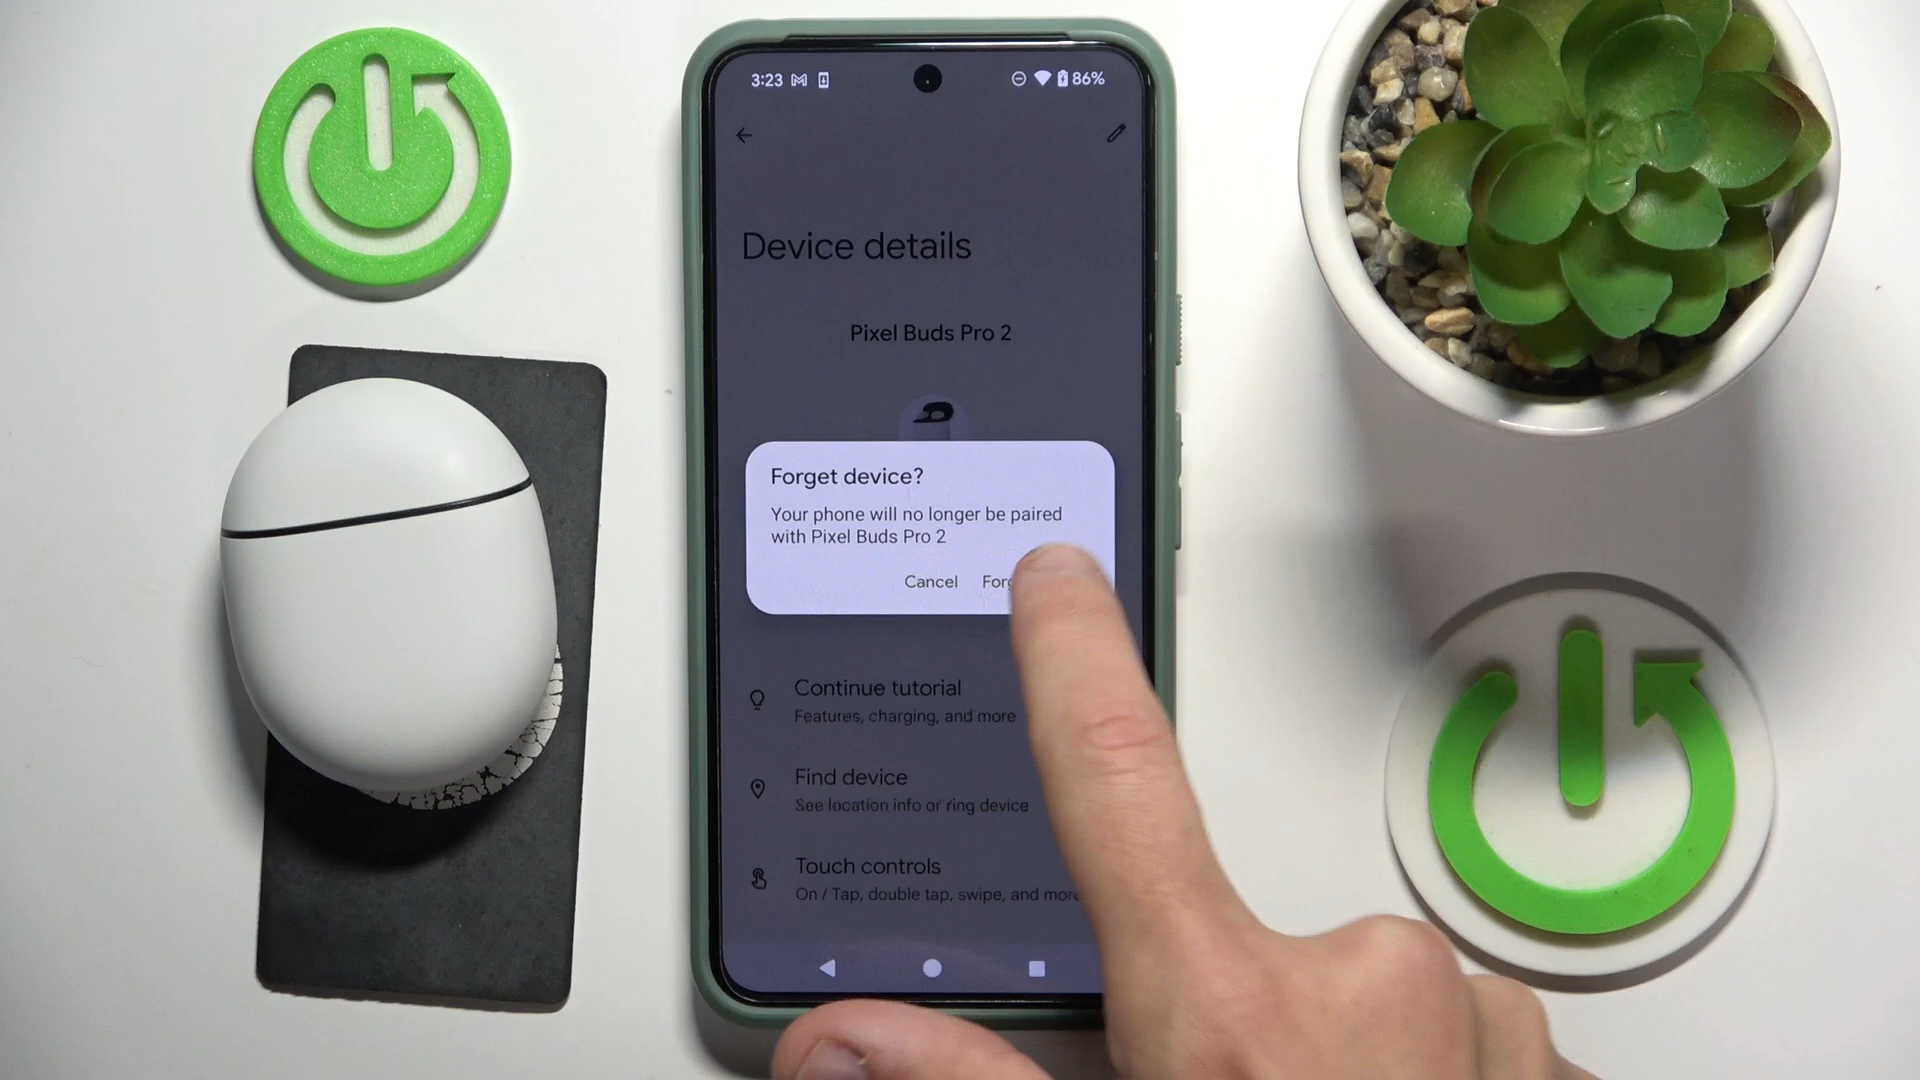 3:23
86%
Device details
Pixel Buds Pro 2
Forget device?
Your phone will no longer be paired
with Pixel Buds Pro 2
Cancel
Continue tutorial
Features, charging, and more
Find device
See location info or ring device
Touch controls
On / Tap, double tap, swipe, and more